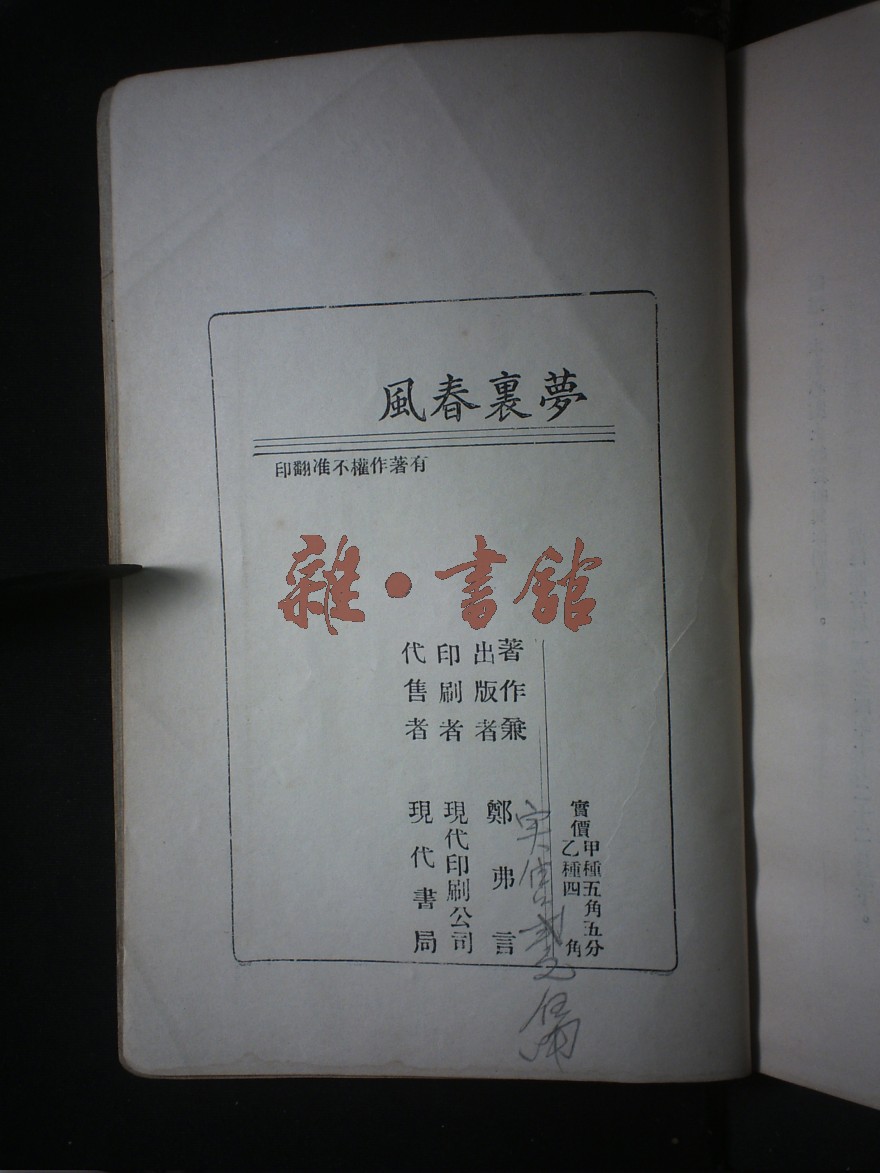 夢裏春風
有著作權不准翻印
雜·書館
實價
甲種五角五分
乙種四角
著作兼
出版者
鄭弗言
印刷者
現代印刷公司
代售者
現代書局